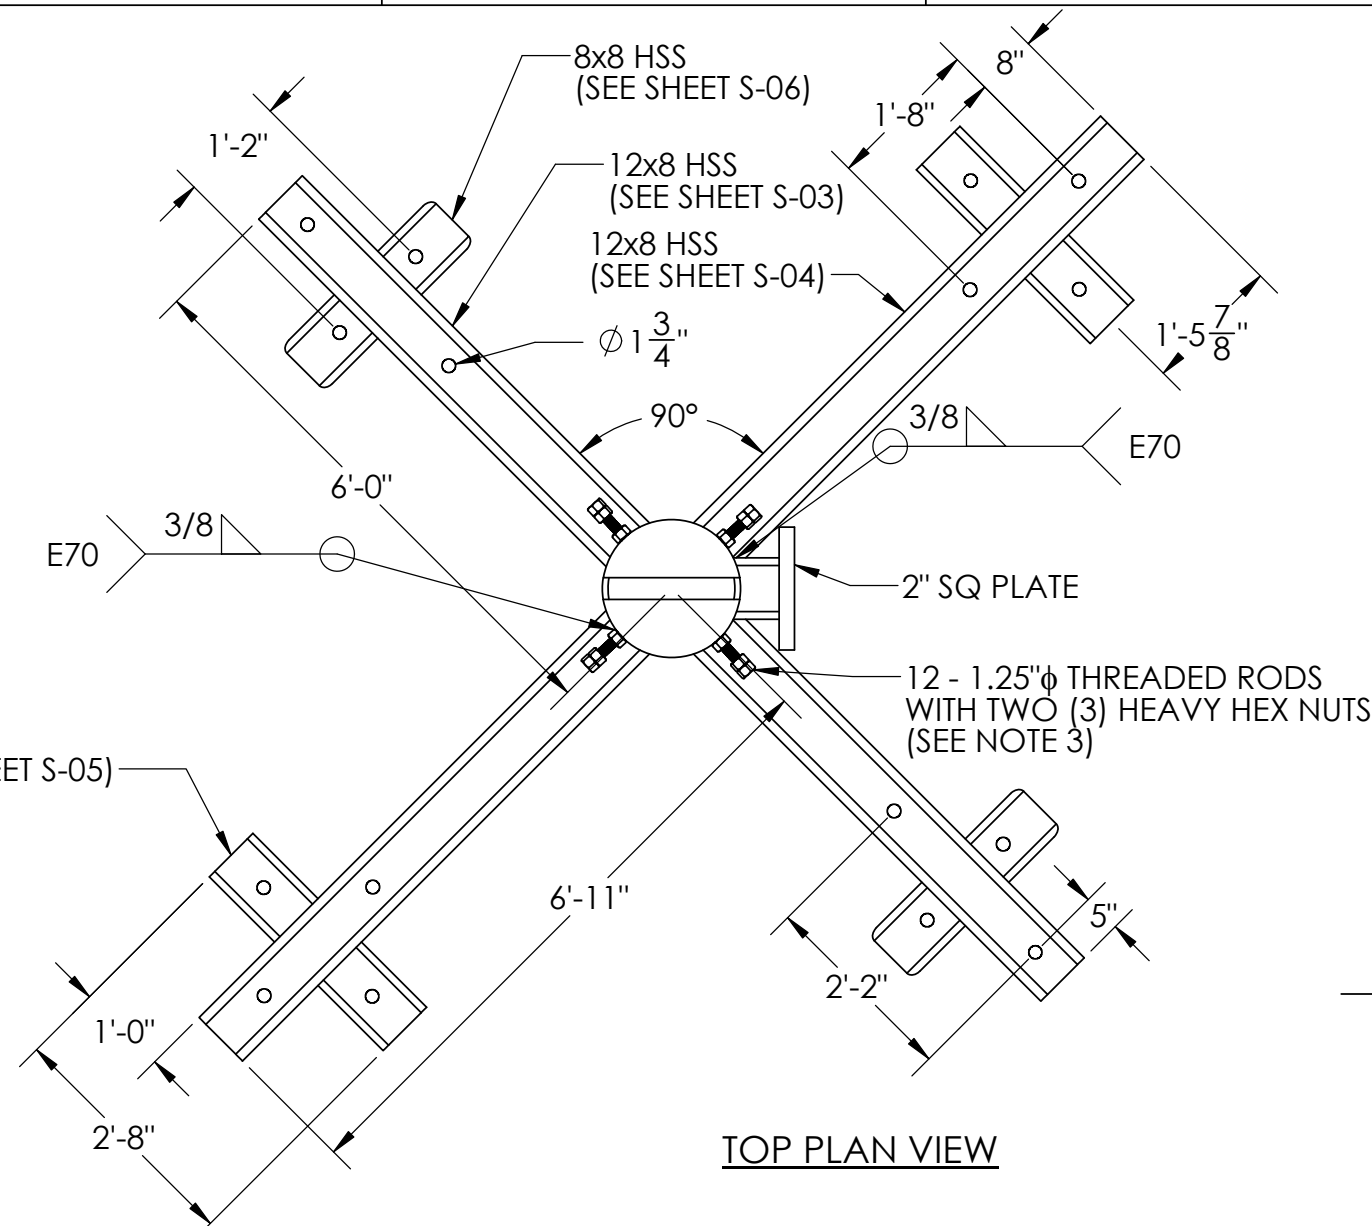 8x8 HSS
(SEE SHEET S-06)
8"
1'-8"
1'-2"
12x8 HSS
(SEE SHEET S-03)
12x8 HSS
(SEE SHEET S-04)
∅ 1 3/4"
1'-5 7/8"
90°
3/8
E70
6'-0"
3/8
E70
2" SQ PLATE
12 - 1.25"ϕ THREADED RODS
WITH TWO (3) HEAVY HEX NUTS
(SEE NOTE 3)
EET S-05)
6'-11"
5"
2'-2"
1'-0"
2'-8"
TOP PLAN VIEW